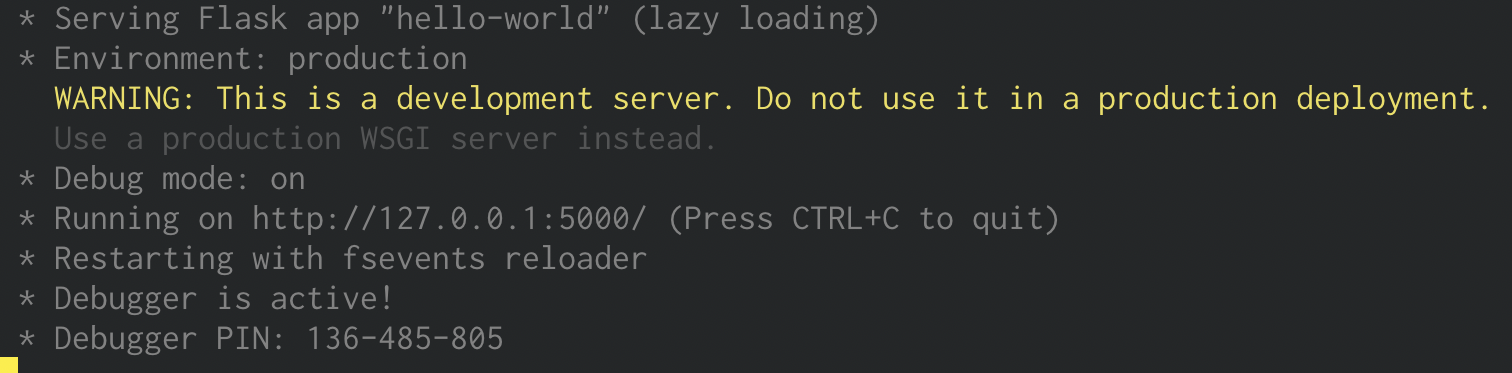 * Serving Flask app "hello-world" (lazy loading)
* Environment: production
WARNING: This is a development server. Do not use it in a production deployment.
Use a production WSGI server instead.
* Debug mode: on
* Running on http://127.0.0.1:5000/ (Press CTRL+C to quit)
* Restarting with fsevents reloader
* Debugger is active!
* Debugger PIN: 136-485-805